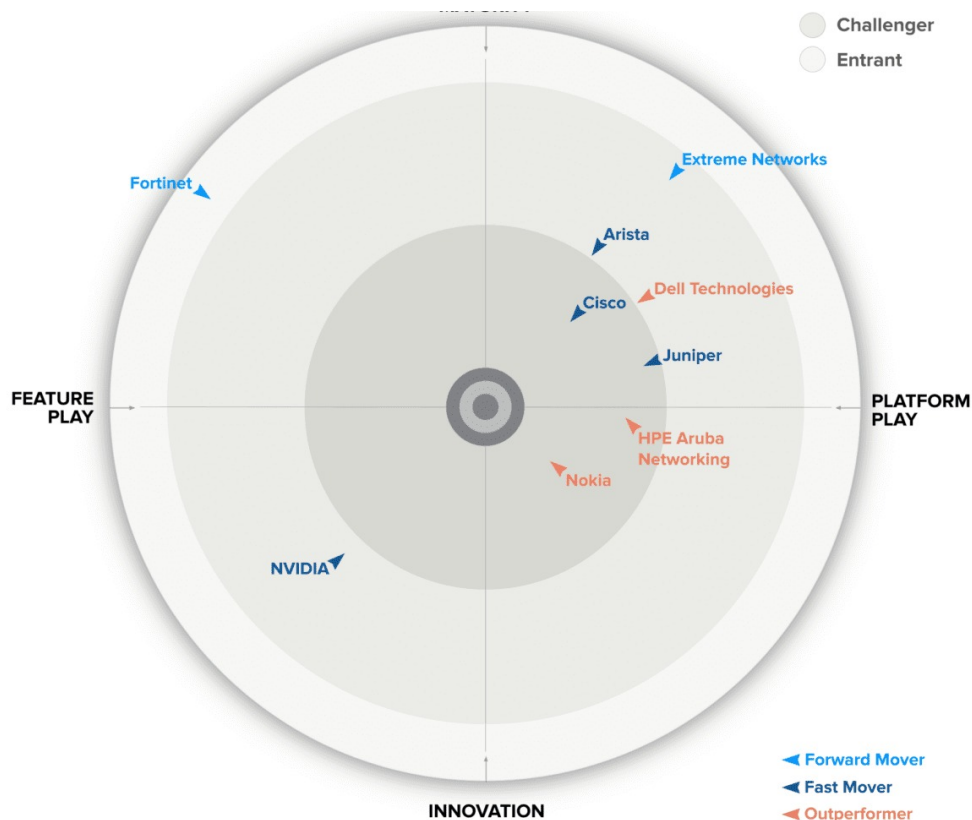 Challenger
Entrant
Extreme Networks
Fortinet
Arista
Dell Technologies
Cisco
Juniper
FEATURE
PLAY
PLATFORM
PLAY
HPE Aruba
Networking
Nokia
NVIDIA
Forward Mover
Fast Mover
INNOVATION
Outperformer